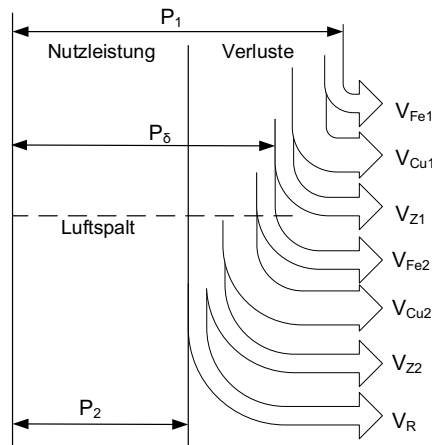 P1
Nutzleistung Verluste
VFe1
Pδ
VCu1
VZ1
Luftspalt
VFe2
VCu2
VZ2
P2
VR